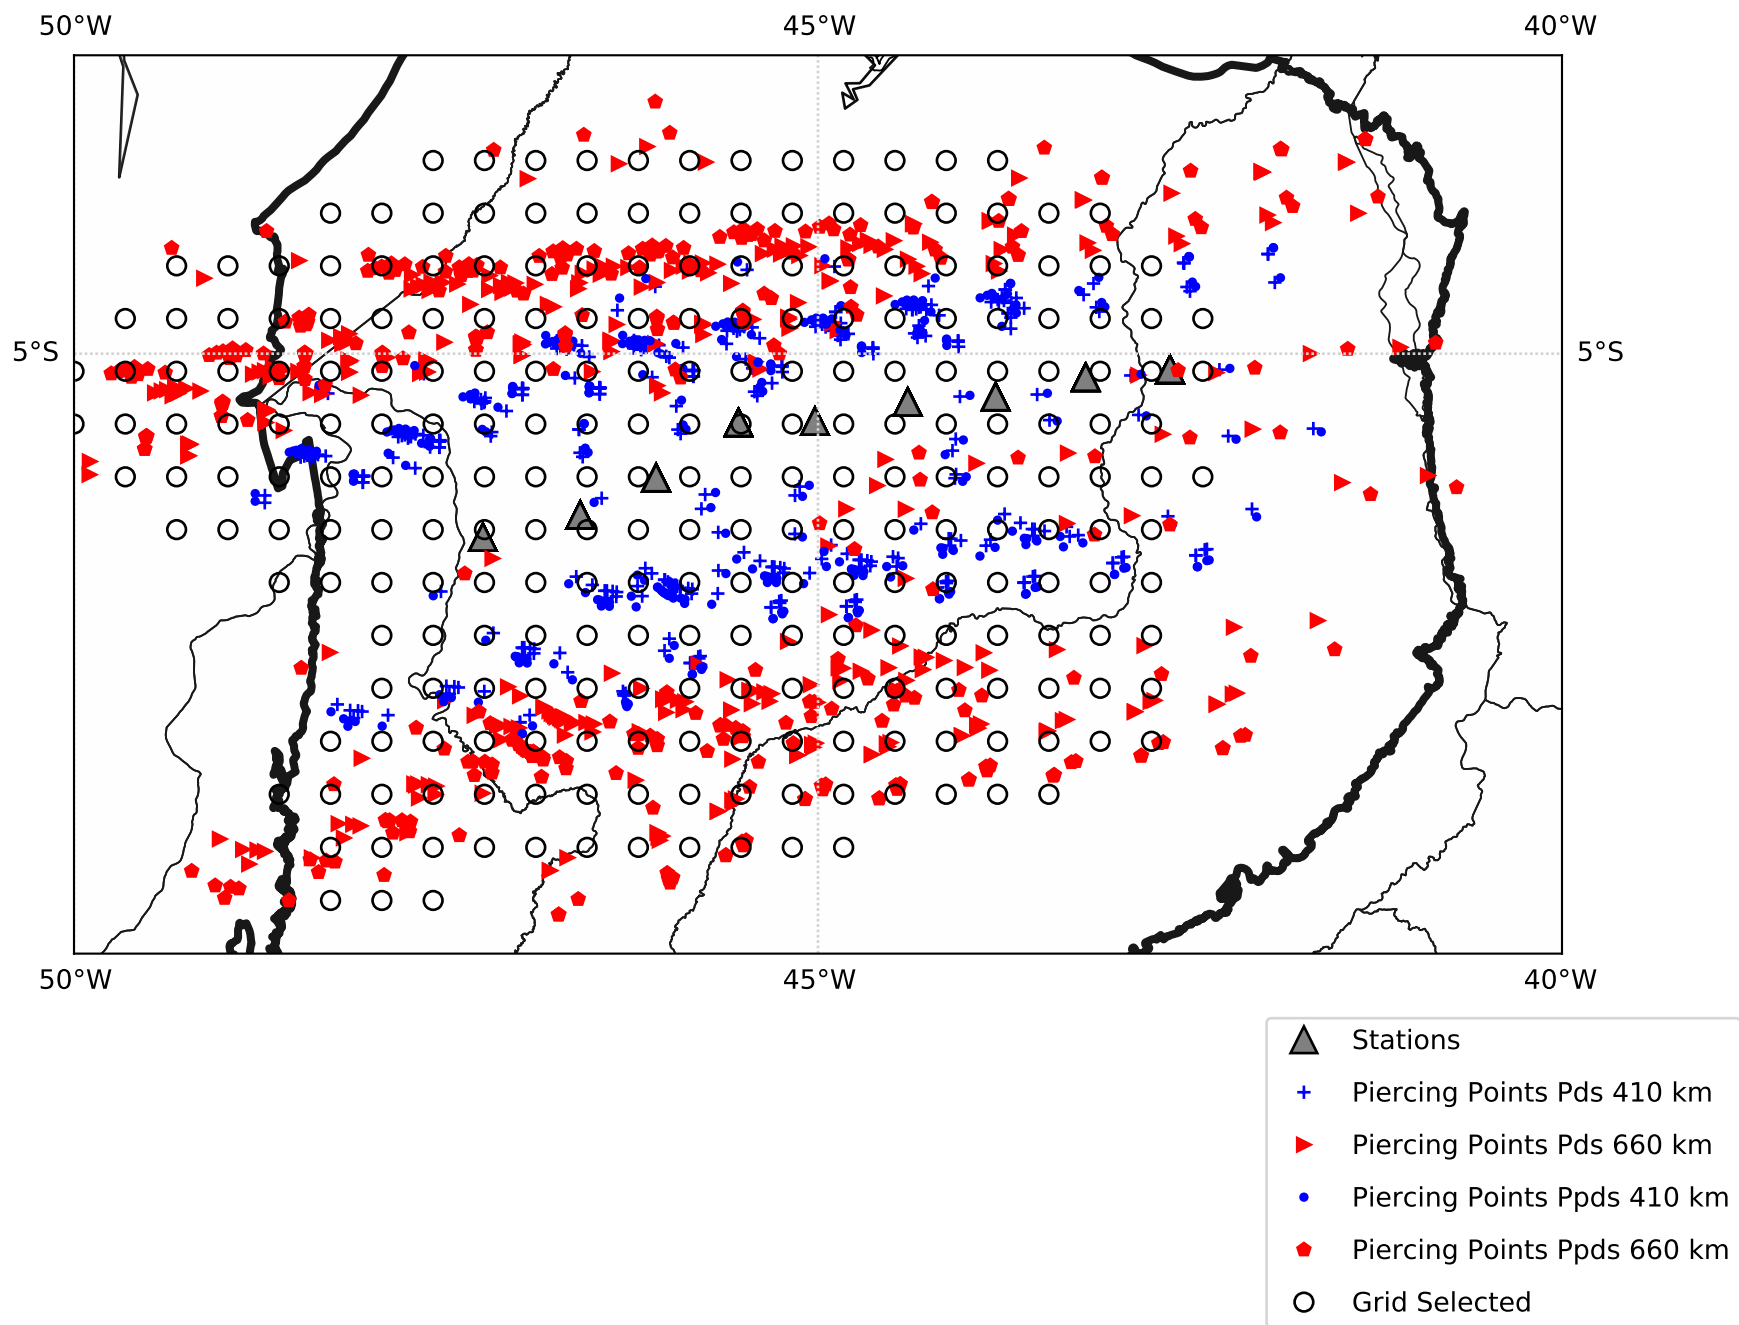 50°W 45°W 40°W
5°S 5°S
50°W 45°W 40°W
Stations
Piercing Points Pds 410 km
Piercing Points Pds 660 km
Piercing Points Ppds 410 km
Piercing Points Ppds 660 km
Grid Selected